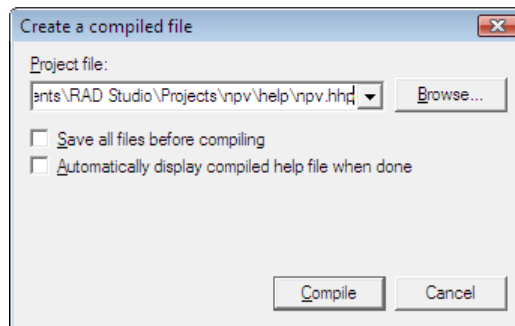 Create a compiled file
Project file:
ents\RAD Studio\Projects\npv\help\npv.hhp
Browse...
Save all files before compiling
Automatically display compiled help file when done
Compile
Cancel